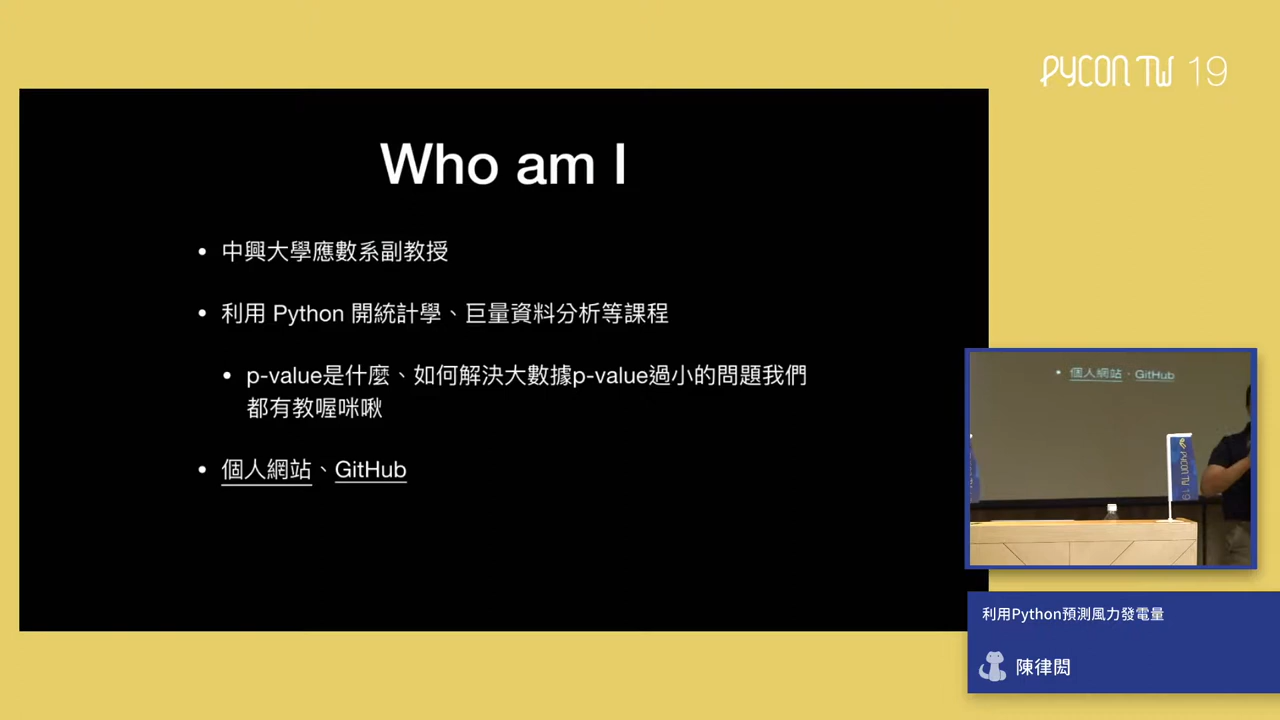 PYCON TW 19
Who am I
• 中興大學應數系副教授
• 利用 Python 開統計學、巨量資料分析等課程
• p-value是什麼、如何解決大數據p-value過小的問題我們
都有教喔咪啾
• 個人網站、GitHub
• 個人網站、GitHub
PYCON TW 19
利用Python預測風力發電量
陳律閎